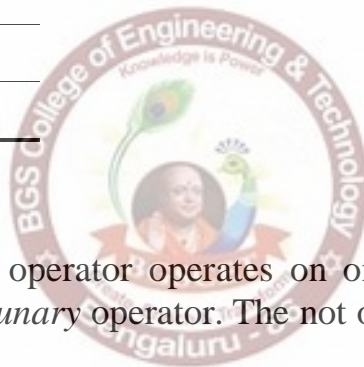 BGS College of Engineering & Technology
Knowledge is Power
operator operates on
unary operator. The not
Bengaluru -